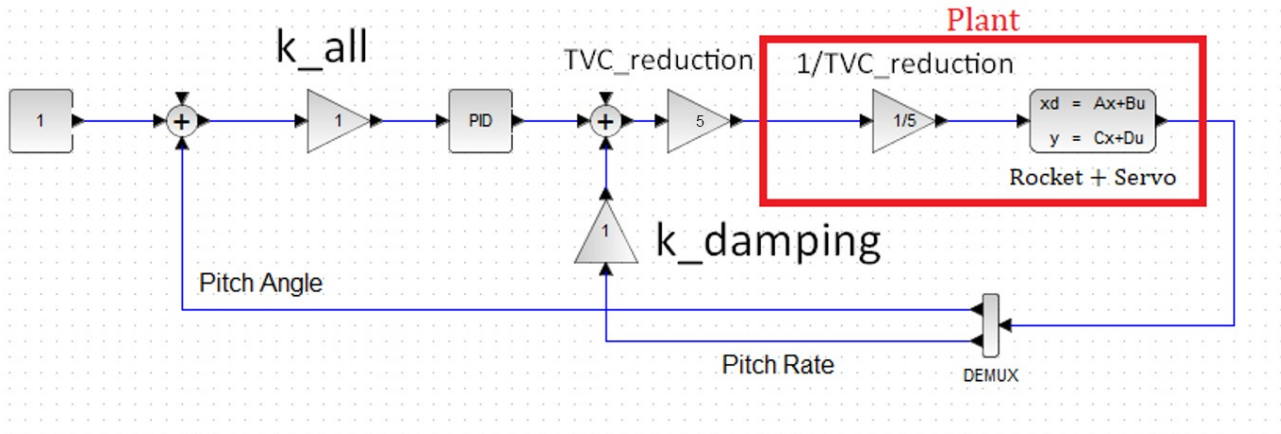 Plant
k_all
TVC_reduction
1/TVC_reduction
1
+
1
PID
+
5
1/5
xd = Ax+Bu
y = Cx+Du
Rocket + Servo
1
k_damping
Pitch Angle
Pitch Rate
DEMUX